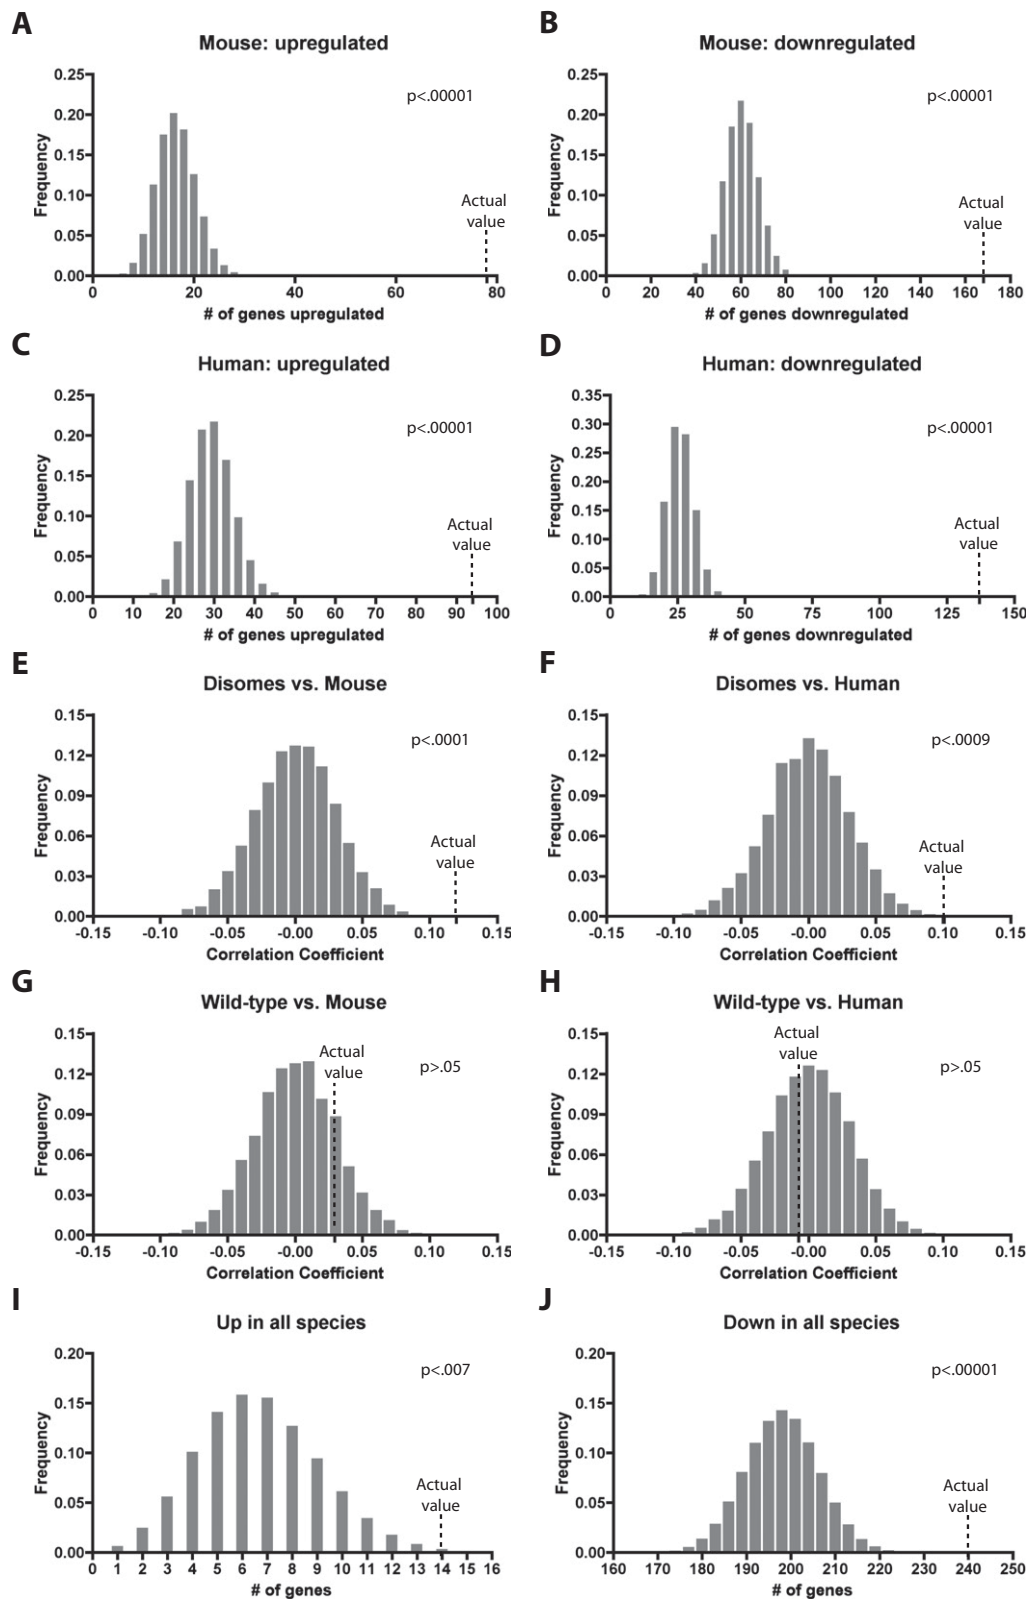 A
Mouse: upregulated
p<.00001
Frequency
0.25
0.20
0.15
0.10
0.05
0.00
Actual
value
0 20 40 60 80
# of genes upregulated
B
Mouse: downregulated
p<.00001
Frequency
0.25
0.20
0.15
0.10
0.05
0.00
Actual
value
0 20 40 60 80 100 120 140 160 180
# of genes downregulated
C
Human: upregulated
p<.00001
Frequency
0.25
0.20
0.15
0.10
0.05
0.00
Actual
value
0 10 20 30 40 50 60 70 80 90 100
# of genes upregulated
D
Human: downregulated
p<.00001
Frequency
0.35
0.30
0.25
0.20
0.15
0.10
0.05
0.00
Actual
value
0 25 50 75 100 125 150
# of genes downregulated
E
Disomes vs. Mouse
p<.0001
Frequency
0.15
0.12
0.09
0.06
0.03
0.00
Actual
value
-0.15 -0.10 -0.05 -0.00 0.05 0.10 0.15
Correlation Coefficient
F
Disomes vs. Human
p<.0009
Frequency
0.15
0.12
0.09
0.06
0.03
0.00
Actual
value
-0.15 -0.10 -0.05 -0.00 0.05 0.10 0.15
Correlation Coefficient
G
Wild-type vs. Mouse
p>.05
Frequency
0.15
0.12
0.09
0.06
0.03
0.00
Actual
value
-0.15 -0.10 -0.05 -0.00 0.05 0.10 0.15
Correlation Coefficient
H
Wild-type vs. Human
p>.05
Frequency
0.15
0.12
0.09
0.06
0.03
0.00
Actual
value
-0.15 -0.10 -0.05 -0.00 0.05 0.10 0.15
Correlation Coefficient
I
Up in all species
p<.007
Frequency
0.20
0.15
0.10
0.05
0.00
Actual
value
0 1 2 3 4 5 6 7 8 9 10 11 12 13 14 15 16
# of genes
J
Down in all species
p<.00001
Frequency
0.20
0.15
0.10
0.05
0.00
Actual
value
160 170 180 190 200 210 220 230 240 250
# of genes